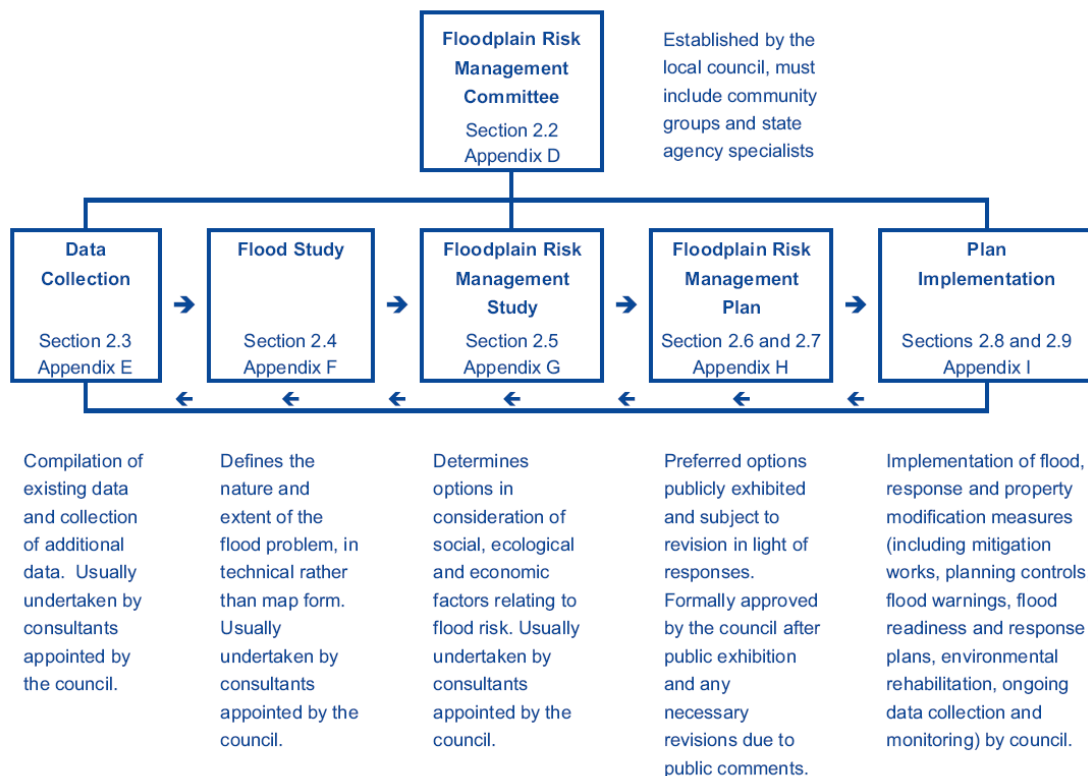 Floodplain Risk
Management
Committee
Section 2.2
Appendix D
Established by the
local council, must
include community
groups and state
agency specialists
Data
Collection
Section 2.3
Appendix E
Flood Study
Section 2.4
Appendix F
Floodplain Risk
Management
Study
Section 2.5
Appendix G
Floodplain Risk
Management
Plan
Section 2.6 and 2.7
Appendix H
Plan
Implementation
Sections 2.8 and 2.9
Appendix I
Compilation of
existing data
and collection
of additional
data.  Usually
undertaken by
consultants
appointed by
the council.
Defines the
nature and
extent of the
flood problem, in
technical rather
than map form.
Usually
undertaken by
consultants
appointed by the
council.
Determines
options in
consideration of
social, ecological
and economic
factors relating to
flood risk. Usually
undertaken by
consultants
appointed by the
council.
Preferred options
publicly exhibited
and subject to
revision in light of
responses.
Formally approved
by the council after
public exhibition
and any
necessary
revisions due to
public comments.
Implementation of flood,
response and property
modification measures
(including mitigation
works, planning controls
flood warnings, flood
readiness and response
plans, environmental
rehabilitation, ongoing
data collection and
monitoring) by council.